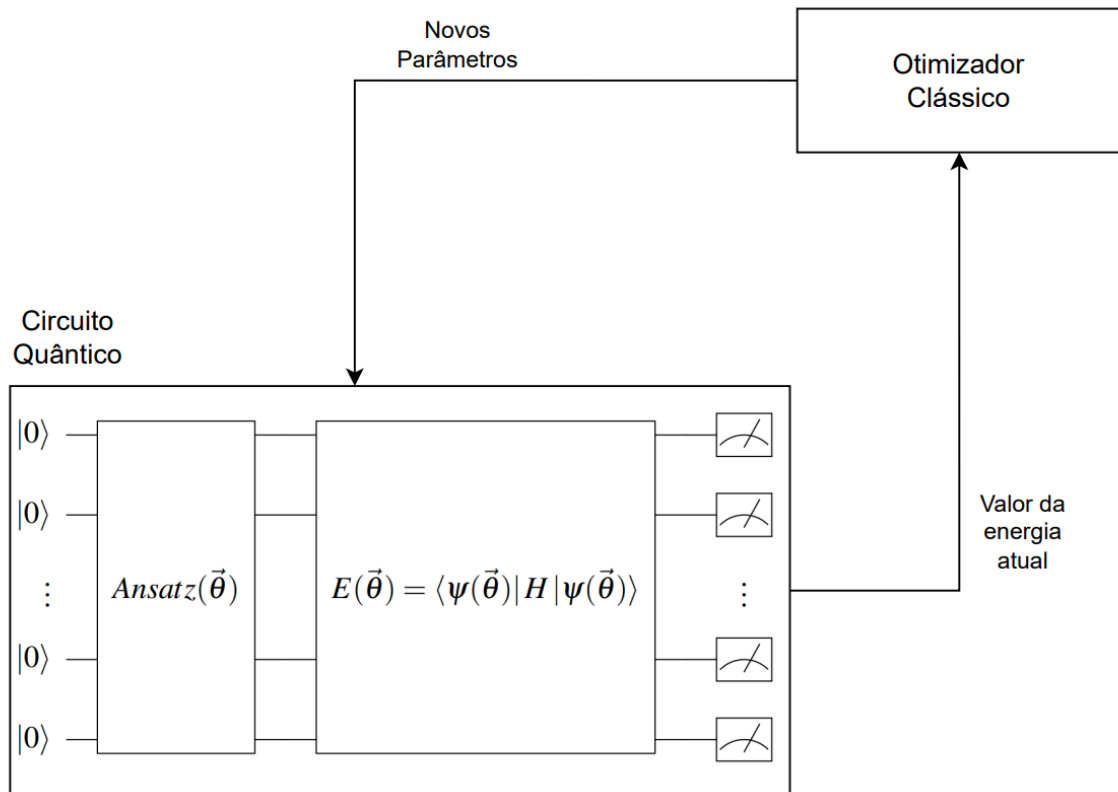 Novos
Parâmetros
Otimizador
Clássico
Circuito
Quântico
|0⟩
|0⟩
⋮ Ansatz(θ⃗) E(θ⃗) = ⟨ψ(θ⃗)| H |ψ(θ⃗)⟩ ⋮
|0⟩
|0⟩
Valor da
energia
atual